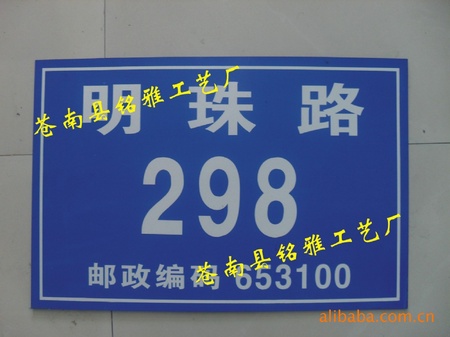 明珠路
苍南县铭雅工艺厂
298
苍南县铭雅工艺厂
邮政编码 653100
alibaba.com.cn